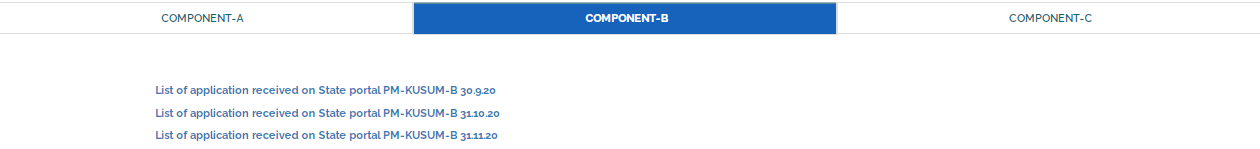 COMPONENT-A COMPONENT-B COMPONENT-C
List of application received on State portal PM-KUSUM-B 30.9.20
List of application received on State portal PM-KUSUM-B 31.10.20
List of application received on State portal PM-KUSUM-B 31.11.20